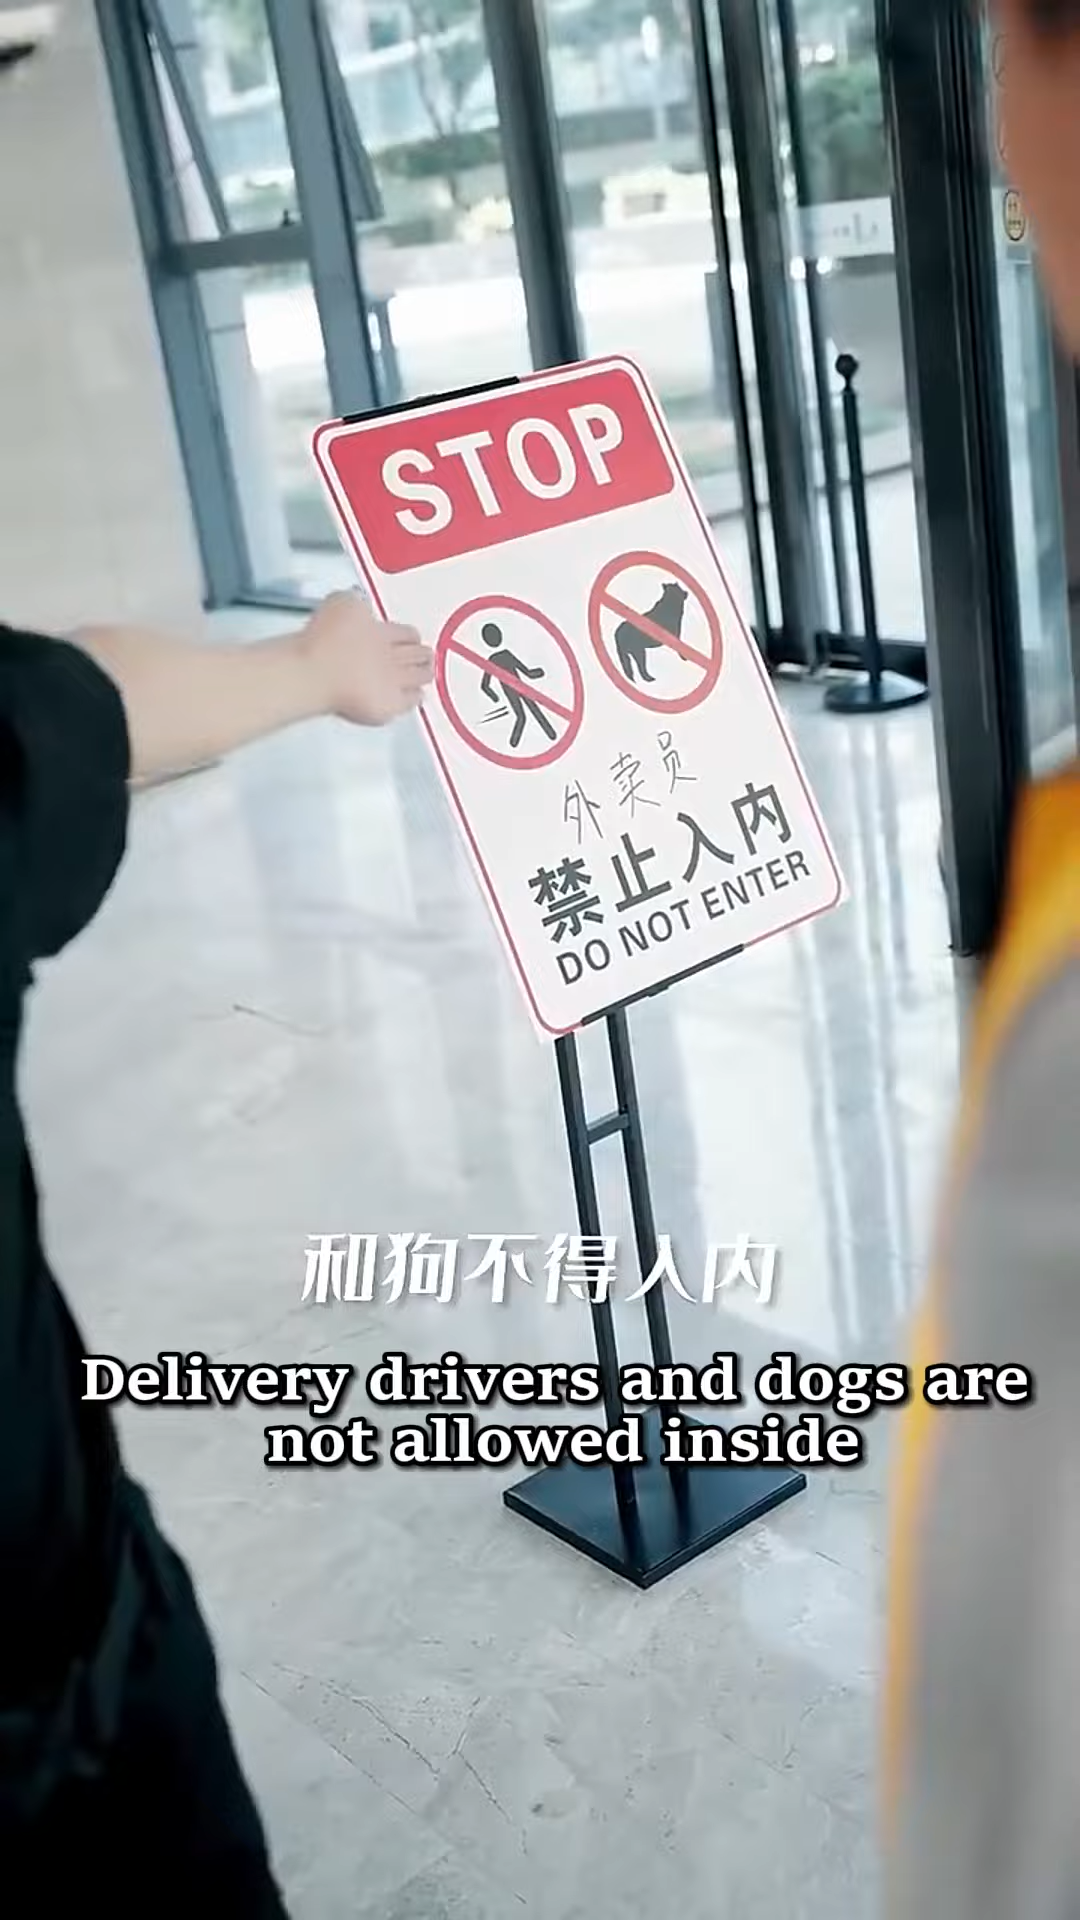 STOP
外卖员
禁止入内
DO NOT ENTER
和狗不得入内
Delivery drivers and dogs are
not allowed inside